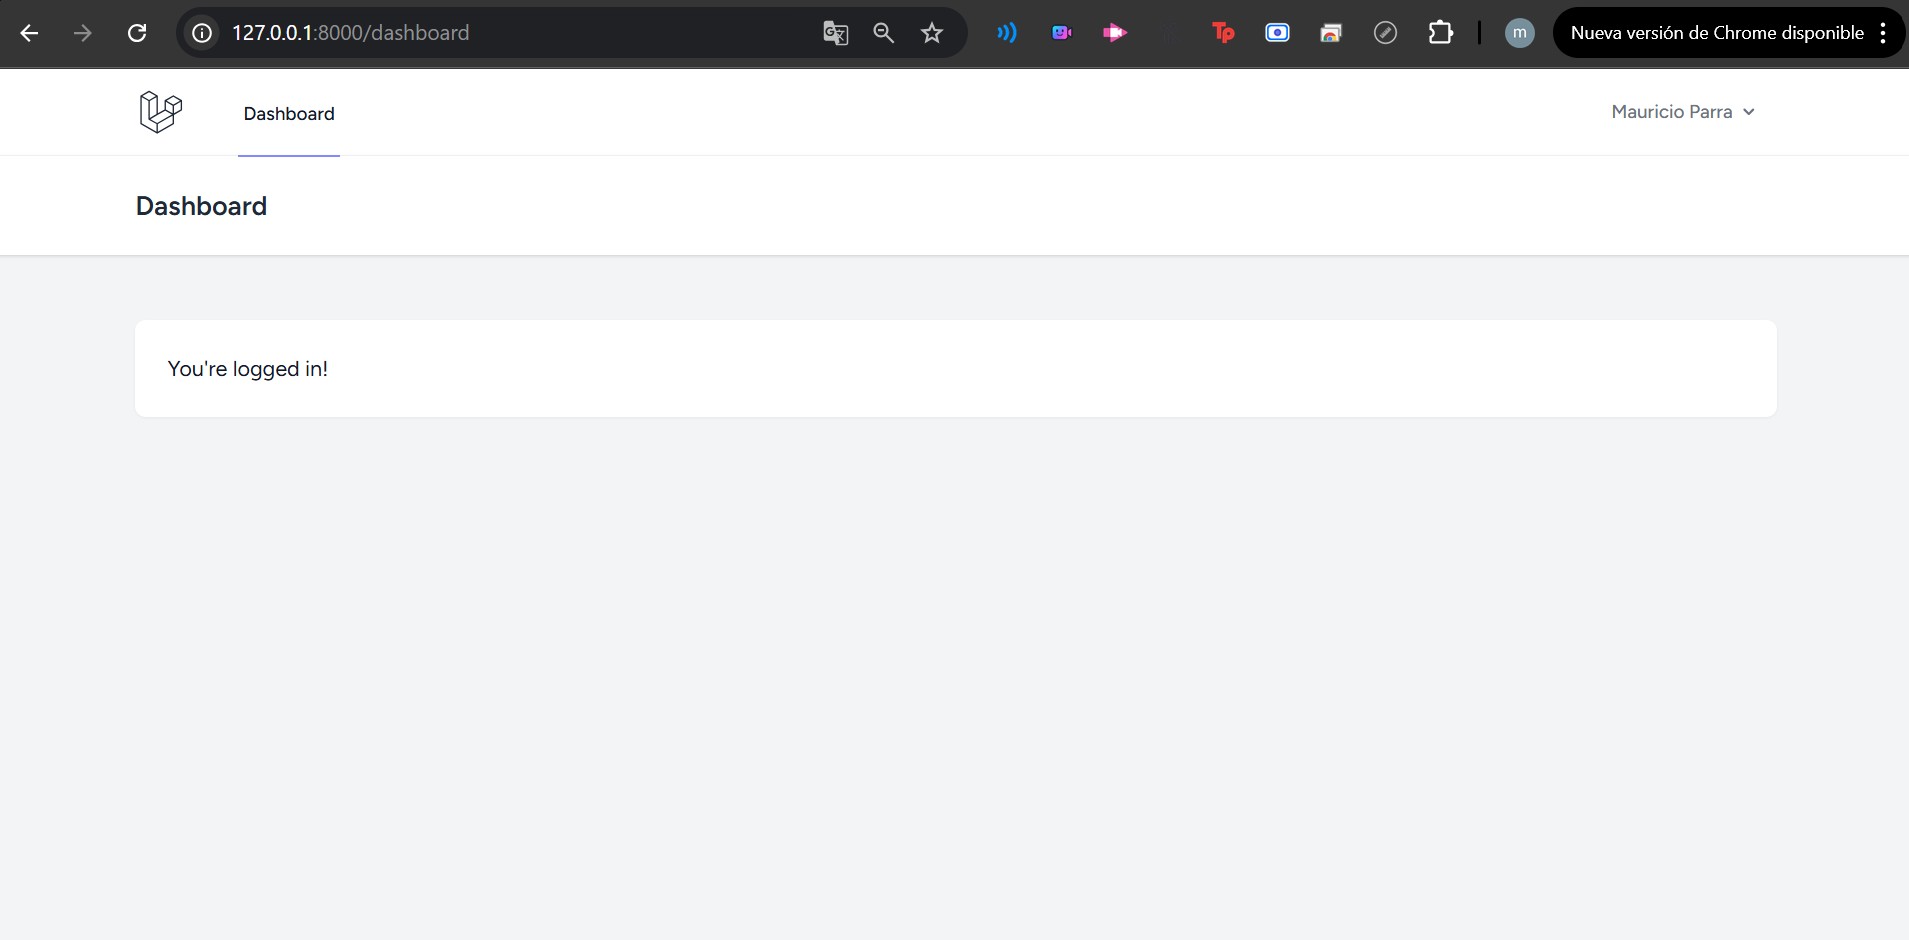 127.0.0.1:8000/dashboard
Tp
m
Nueva versión de Chrome disponible
Dashboard
Mauricio Parra
Dashboard
You're logged in!